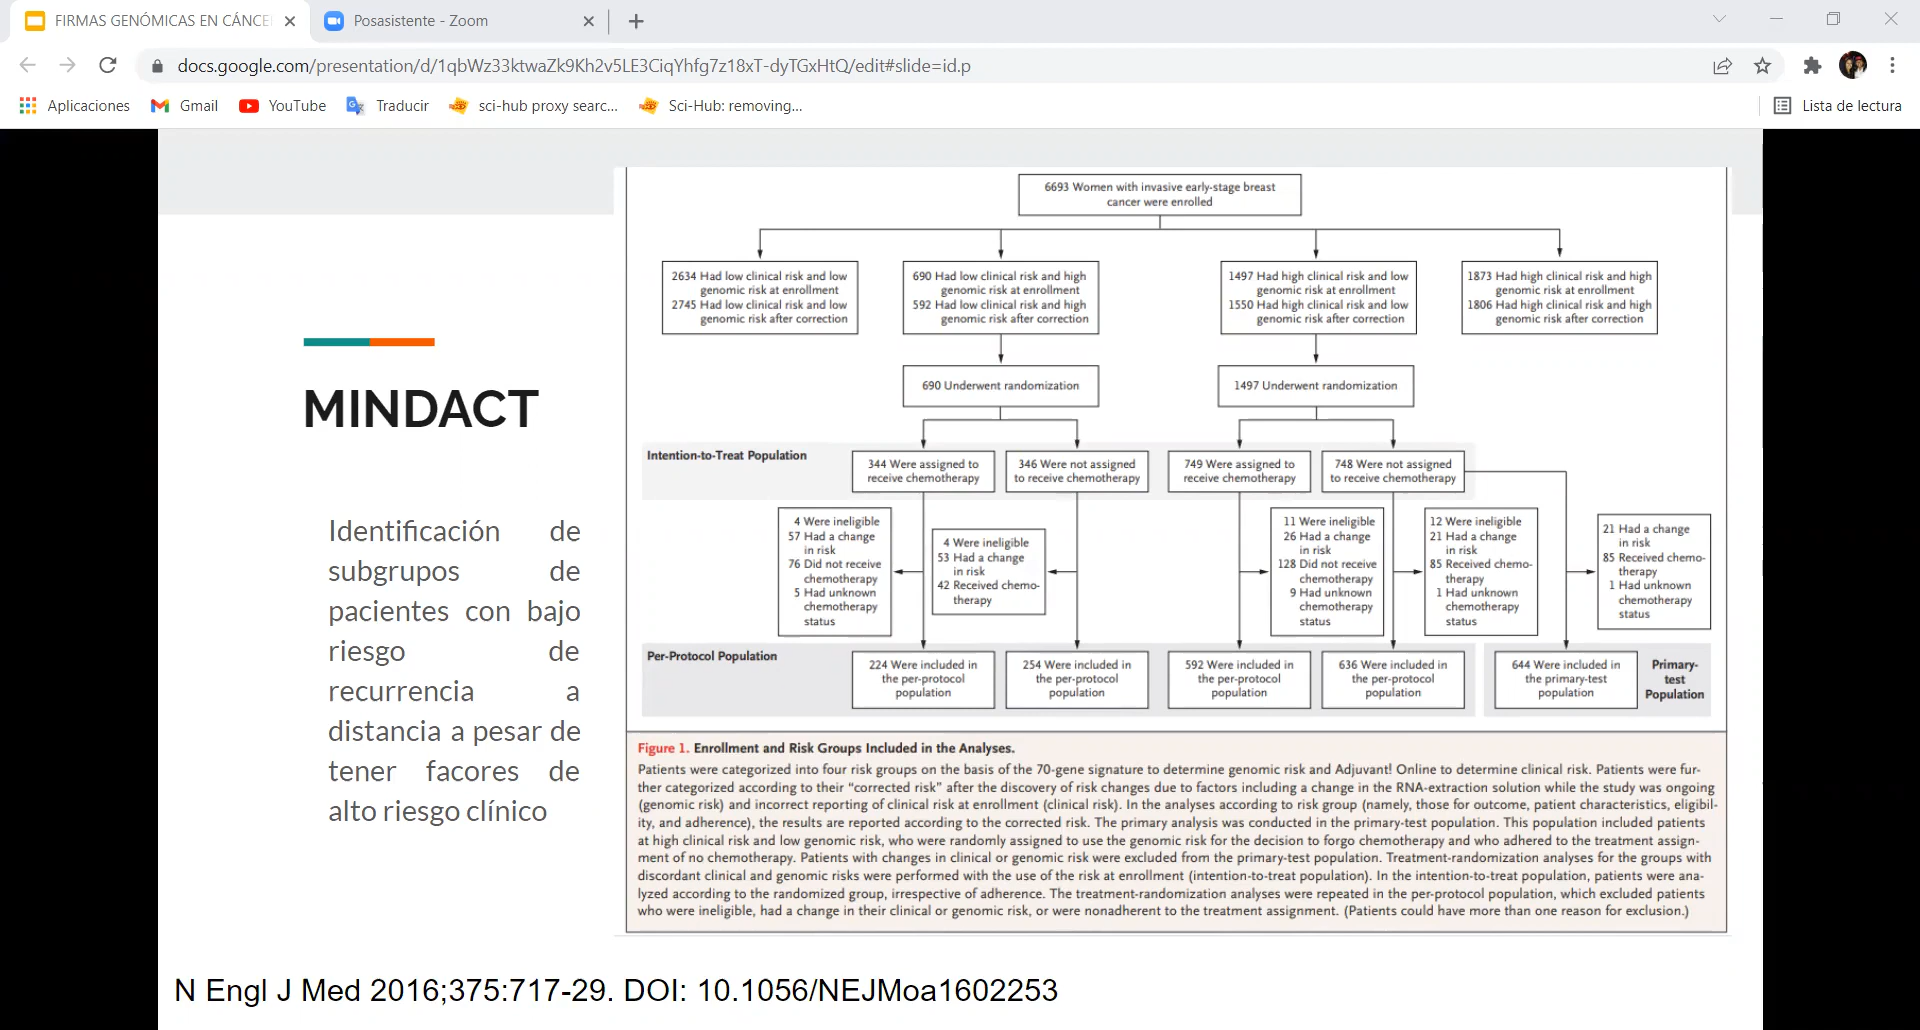 FIRMAS GENÓMICAS EN CÁNCE
Posasistente - Zoom
docs.google.com/presentation/d/1qbWz33ktwaZk9Kh2v5LE3CiqYhfg7z18xT-dyTGxHtQ/edit#slide=id.p
Aplicaciones
Gmail
YouTube
Traducir
sci-hub proxy searc...
Sci-Hub: removing...
Lista de lectura
MINDACT
Identificación de
subgrupos de
pacientes con bajo
riesgo de
recurrencia a
distancia a pesar de
tener facores de
alto riesgo clínico
6693 Women with invasive early-stage breast
cancer were enrolled
2634 Had low clinical risk and low
genomic risk at enrollment
2745 Had low clinical risk and low
genomic risk after correction
690 Had low clinical risk and high
genomic risk at enrollment
592 Had low clinical risk and high
genomic risk after correction
1497 Had high clinical risk and low
genomic risk at enrollment
1550 Had high clinical risk and low
genomic risk after correction
1873 Had high clinical risk and high
genomic risk at enrollment
1806 Had high clinical risk and high
genomic risk after correction
690 Underwent randomization
1497 Underwent randomization
Intention-to-Treat Population
344 Were assigned to
receive chemotherapy
346 Were not assigned
to receive chemotherapy
749 Were assigned to
receive chemotherapy
748 Were not assigned
to receive chemotherapy
4 Were ineligible
57 Had a change
in risk
76 Did not receive
chemotherapy
5 Had unknown
chemotherapy
status
4 Were ineligible
53 Had a change
in risk
42 Received chemo-
therapy
11 Were ineligible
26 Had a change
in risk
128 Did not receive
chemotherapy
9 Had unknown
chemotherapy
status
12 Were ineligible
21 Had a change
in risk
85 Received chemo-
therapy
1 Had unknown
chemotherapy
status
21 Had a change
in risk
85 Received chemo-
therapy
1 Had unknown
chemotherapy
status
Per-Protocol Population
224 Were included in
the per-protocol
population
254 Were included in
the per-protocol
population
592 Were included in
the per-protocol
population
636 Were included in
the per-protocol
population
644 Were included in
the primary-test
population
Primary-
test
Population
Figure 1. Enrollment and Risk Groups Included in the Analyses.
Patients were categorized into four risk groups on the basis of the 70-gene signature to determine genomic risk and Adjuvant! Online to determine clinical risk. Patients were fur-
ther categorized according to their “corrected risk” after the discovery of risk changes due to factors including a change in the RNA-extraction solution while the study was ongoing
(genomic risk) and incorrect reporting of clinical risk at enrollment (clinical risk). In the analyses according to risk group (namely, those for outcome, patient characteristics, eligibil-
ity, and adherence), the results are reported according to the corrected risk. The primary analysis was conducted in the primary-test population. This population included patients
at high clinical risk and low genomic risk, who were randomly assigned to use the genomic risk for the decision to forgo chemotherapy and who adhered to the treatment assign-
ment of no chemotherapy. Patients with changes in clinical or genomic risk were excluded from the primary-test population. Treatment-randomization analyses for the groups with
discordant clinical and genomic risks were performed with the use of the risk at enrollment (intention-to-treat population). In the intention-to-treat population, patients were ana-
lyzed according to the randomized group, irrespective of adherence. The treatment-randomization analyses were repeated in the per-protocol population, which excluded patients
who were ineligible, had a change in their clinical or genomic risk, or were nonadherent to the treatment assignment. (Patients could have more than one reason for exclusion.)
N Engl J Med 2016;375:717-29. DOI: 10.1056/NEJMoa1602253